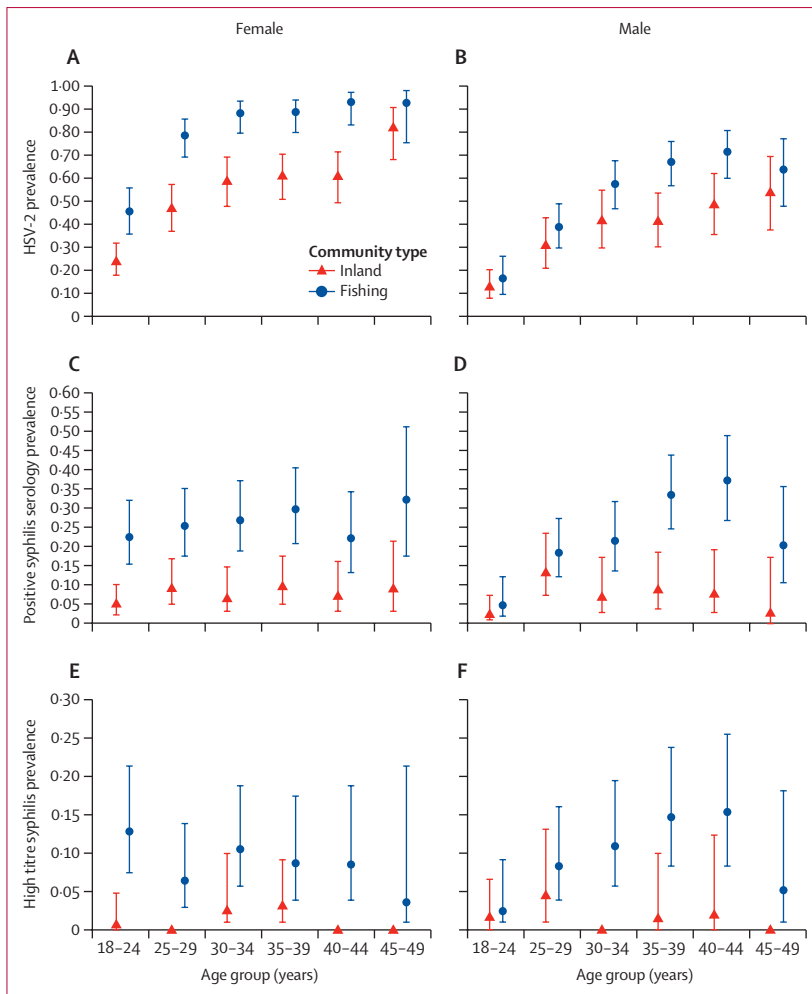 Female
Male
A
B
HSV-2 prevalence
1·00
0·90
0·80
0·70
0·60
0·50
0·40
0·30
0·20
0·10
0
Community type
Inland
Fishing
C
D
Positive syphilis serology prevalence
0·60
0·55
0·50
0·45
0·40
0·35
0·30
0·25
0·20
0·15
0·10
0·05
0
E
F
High titre syphilis prevalence
0·30
0·25
0·20
0·15
0·10
0·05
0
18–24 25–29 30–34 35–39 40–44 45–49
18–24 25–29 30–34 35–39 40–44 45–49
Age group (years)
Age group (years)